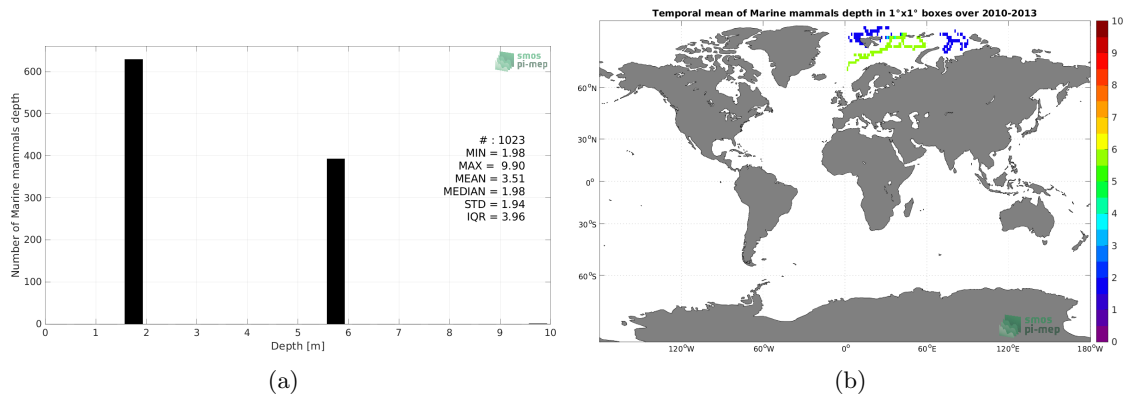 smos
pi-mep
600
500
400
300
200
100
0
Number of Marine mammals depth
# : 1023
MIN = 1.98
MAX = 9.90
MEAN = 3.51
MEDIAN = 1.98
STD = 1.94
IQR = 3.96
0 1 2 3 4 5 6 7 8 9 10
Depth [m]
(a)
Temporal mean of Marine mammals depth in 1°x1° boxes over 2010-2013
60°N
30°N
0°
30°S
60°S
120°W 60°W 0° 60°E 120°E 180°W
smos
pi-mep
10
9
8
7
6
5
4
3
2
1
0
(b)